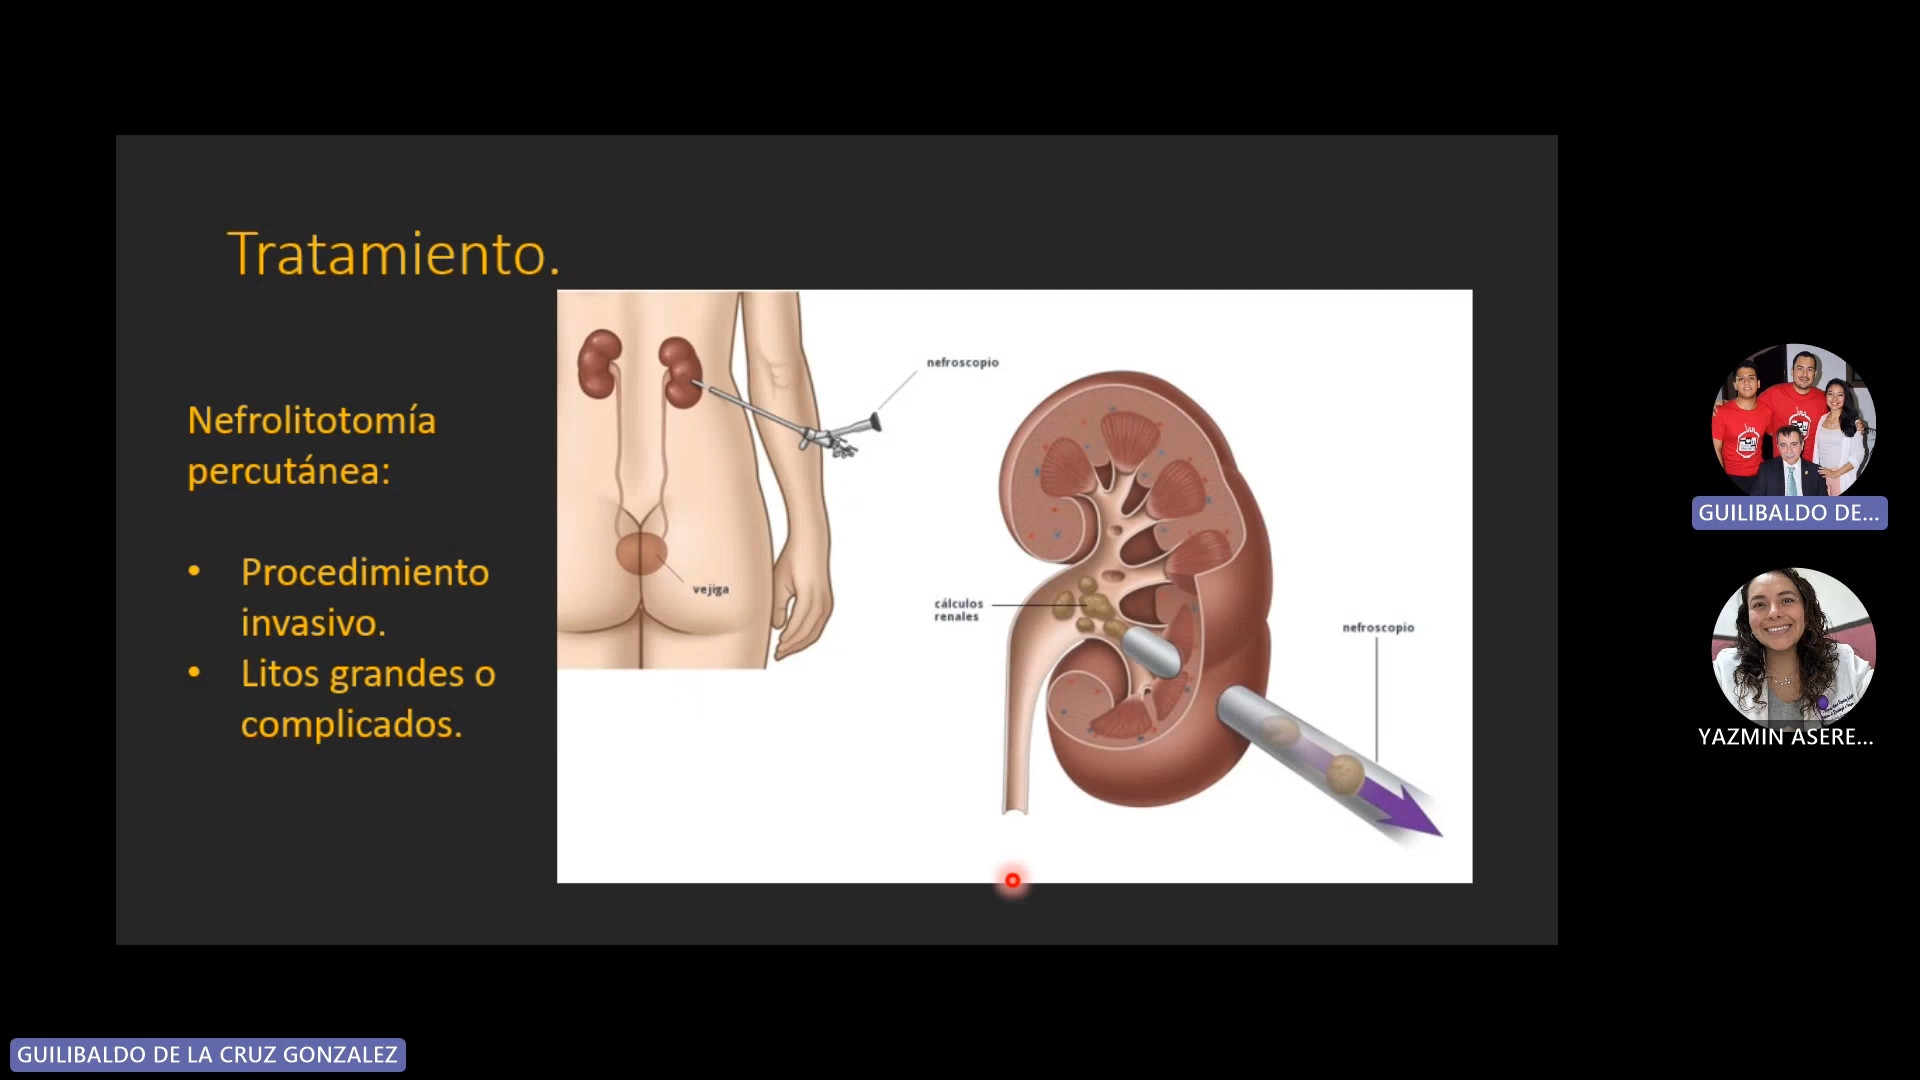 Tratamiento.
Nefrolitotomía
percutánea:
• Procedimiento
invasivo.
• Litos grandes o
complicados.
nefroscopio
vejiga
cálculos
renales
nefroscopio
GUILIBALDO DE...
YAZMIN ASERE...
GUILIBALDO DE LA CRUZ GONZALEZ